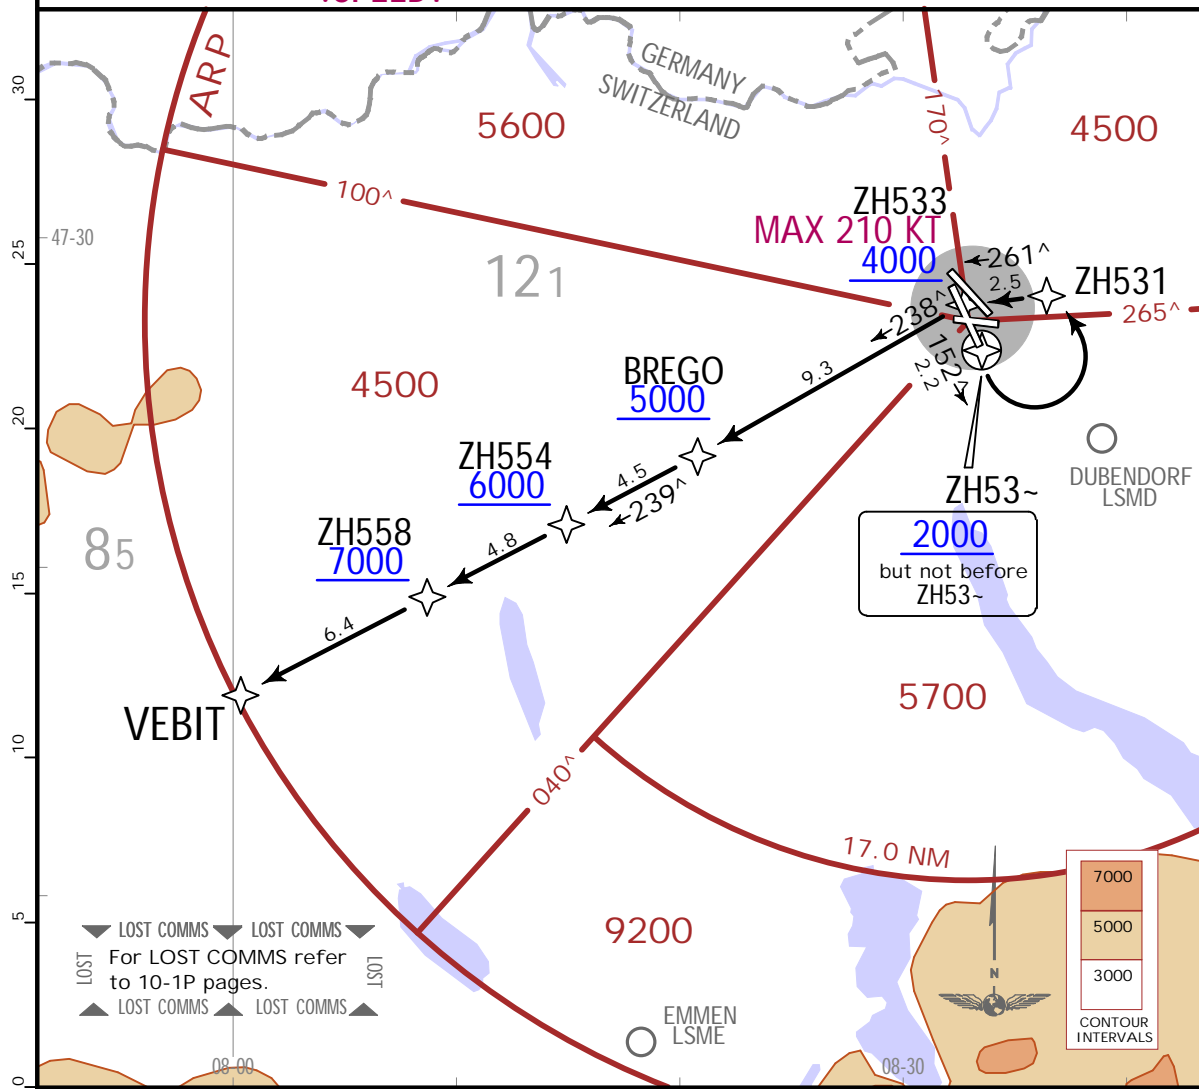 ARP
GERMANY
SWITZERLAND
5600
4500
170^
100^
47-30
30
25
20
15
10
5
0
121
ZH533
MAX 210 KT
4000
261^
2.5
ZH531
265^
238^
152^
2.2
9.3
4500
BREGO
5000
ZH554
6000
4.5
239^
ZH558
7000
4.8
6.4
85
VEBIT
DUBENDORF
LSMD
ZH53~
2000
but not before
ZH53~
5700
040^
17.0 NM
9200
LOST COMMS LOST COMMS
LOST
For LOST COMMS refer
to 10-1P pages.
LOST
LOST COMMS LOST COMMS
EMMEN
LSME
N
7000
5000
3000
CONTOUR
INTERVALS
08-00
08-30